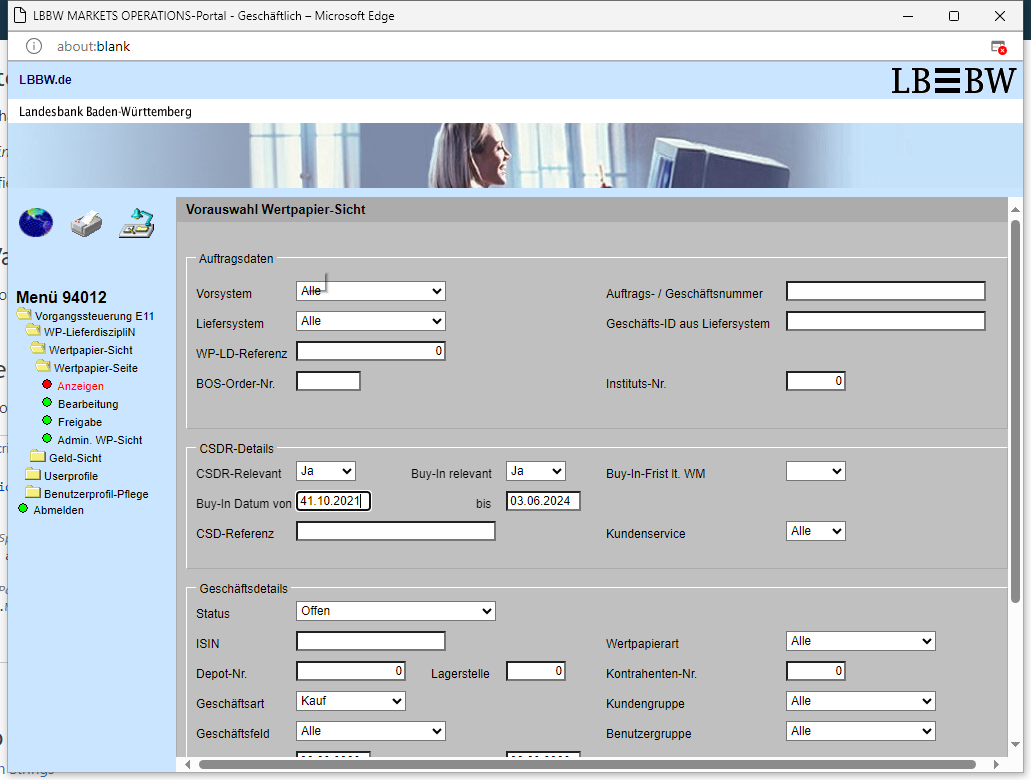 LBBW MARKETS OPERATIONS-Portal - Geschäftlich – Microsoft Edge
about:blank
LBBW.de
LBBW
Landesbank Baden-Württemberg
Vorauswahl Wertpapier-Sicht
Menü 94012
Vorgangssteuerung E11
WP-LieferdiszipliN
Wertpapier-Sicht
Wertpapier-Seite
Anzeigen
Bearbeitung
Freigabe
Admin. WP-Sicht
Geld-Sicht
Userprofile
Benutzerprofil-Pflege
Abmelden
Auftragsdaten
Vorsystem Alle Auftrags- / Geschäftsnummer
Liefersystem Alle Geschäfts-ID aus Liefersystem
WP-LD-Referenz 0
BOS-Order-Nr. Instituts-Nr. 0
CSDR-Details
CSDR-Relevant Ja Buy-In relevant Ja Buy-In-Frist lt. WM
Buy-In Datum von 41.10.2021 bis 03.06.2024
CSD-Referenz Kundenservice Alle
Geschäftsdetails
Status Offen
ISIN Wertpapierart Alle
Depot-Nr. 0 Lagerstelle 0 Kontrahenten-Nr. 0
Geschäftsart Kauf Kundengruppe Alle
Geschäftsfeld Alle Benutzergruppe Alle